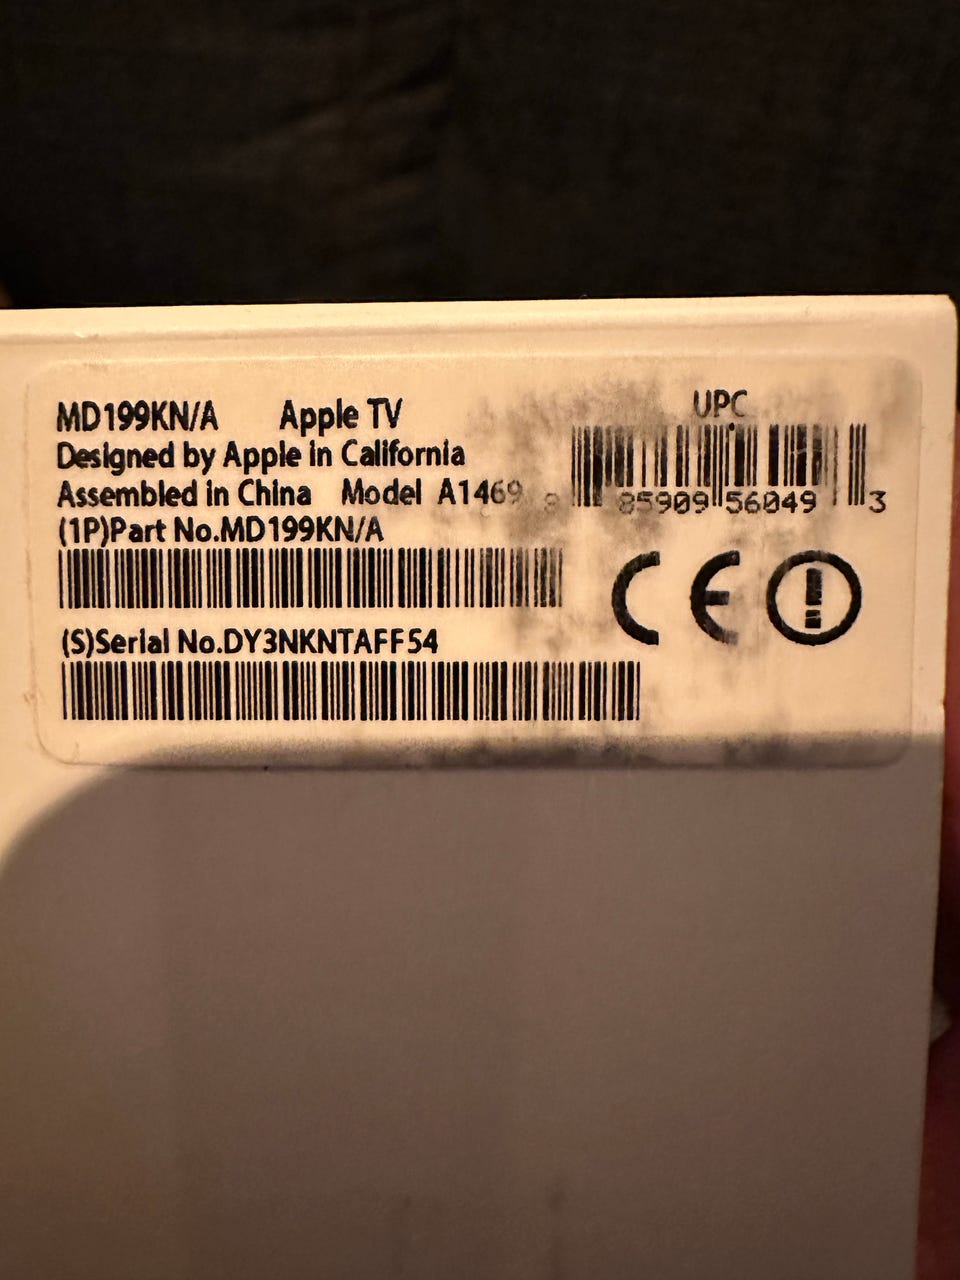 MD199KN/A Apple TV
Designed by Apple in California
Assembled in China Model A1469
(1P)Part No.MD199KN/A
(S)Serial No.DY3NKNTAFF54
UPC
85909 56049 3